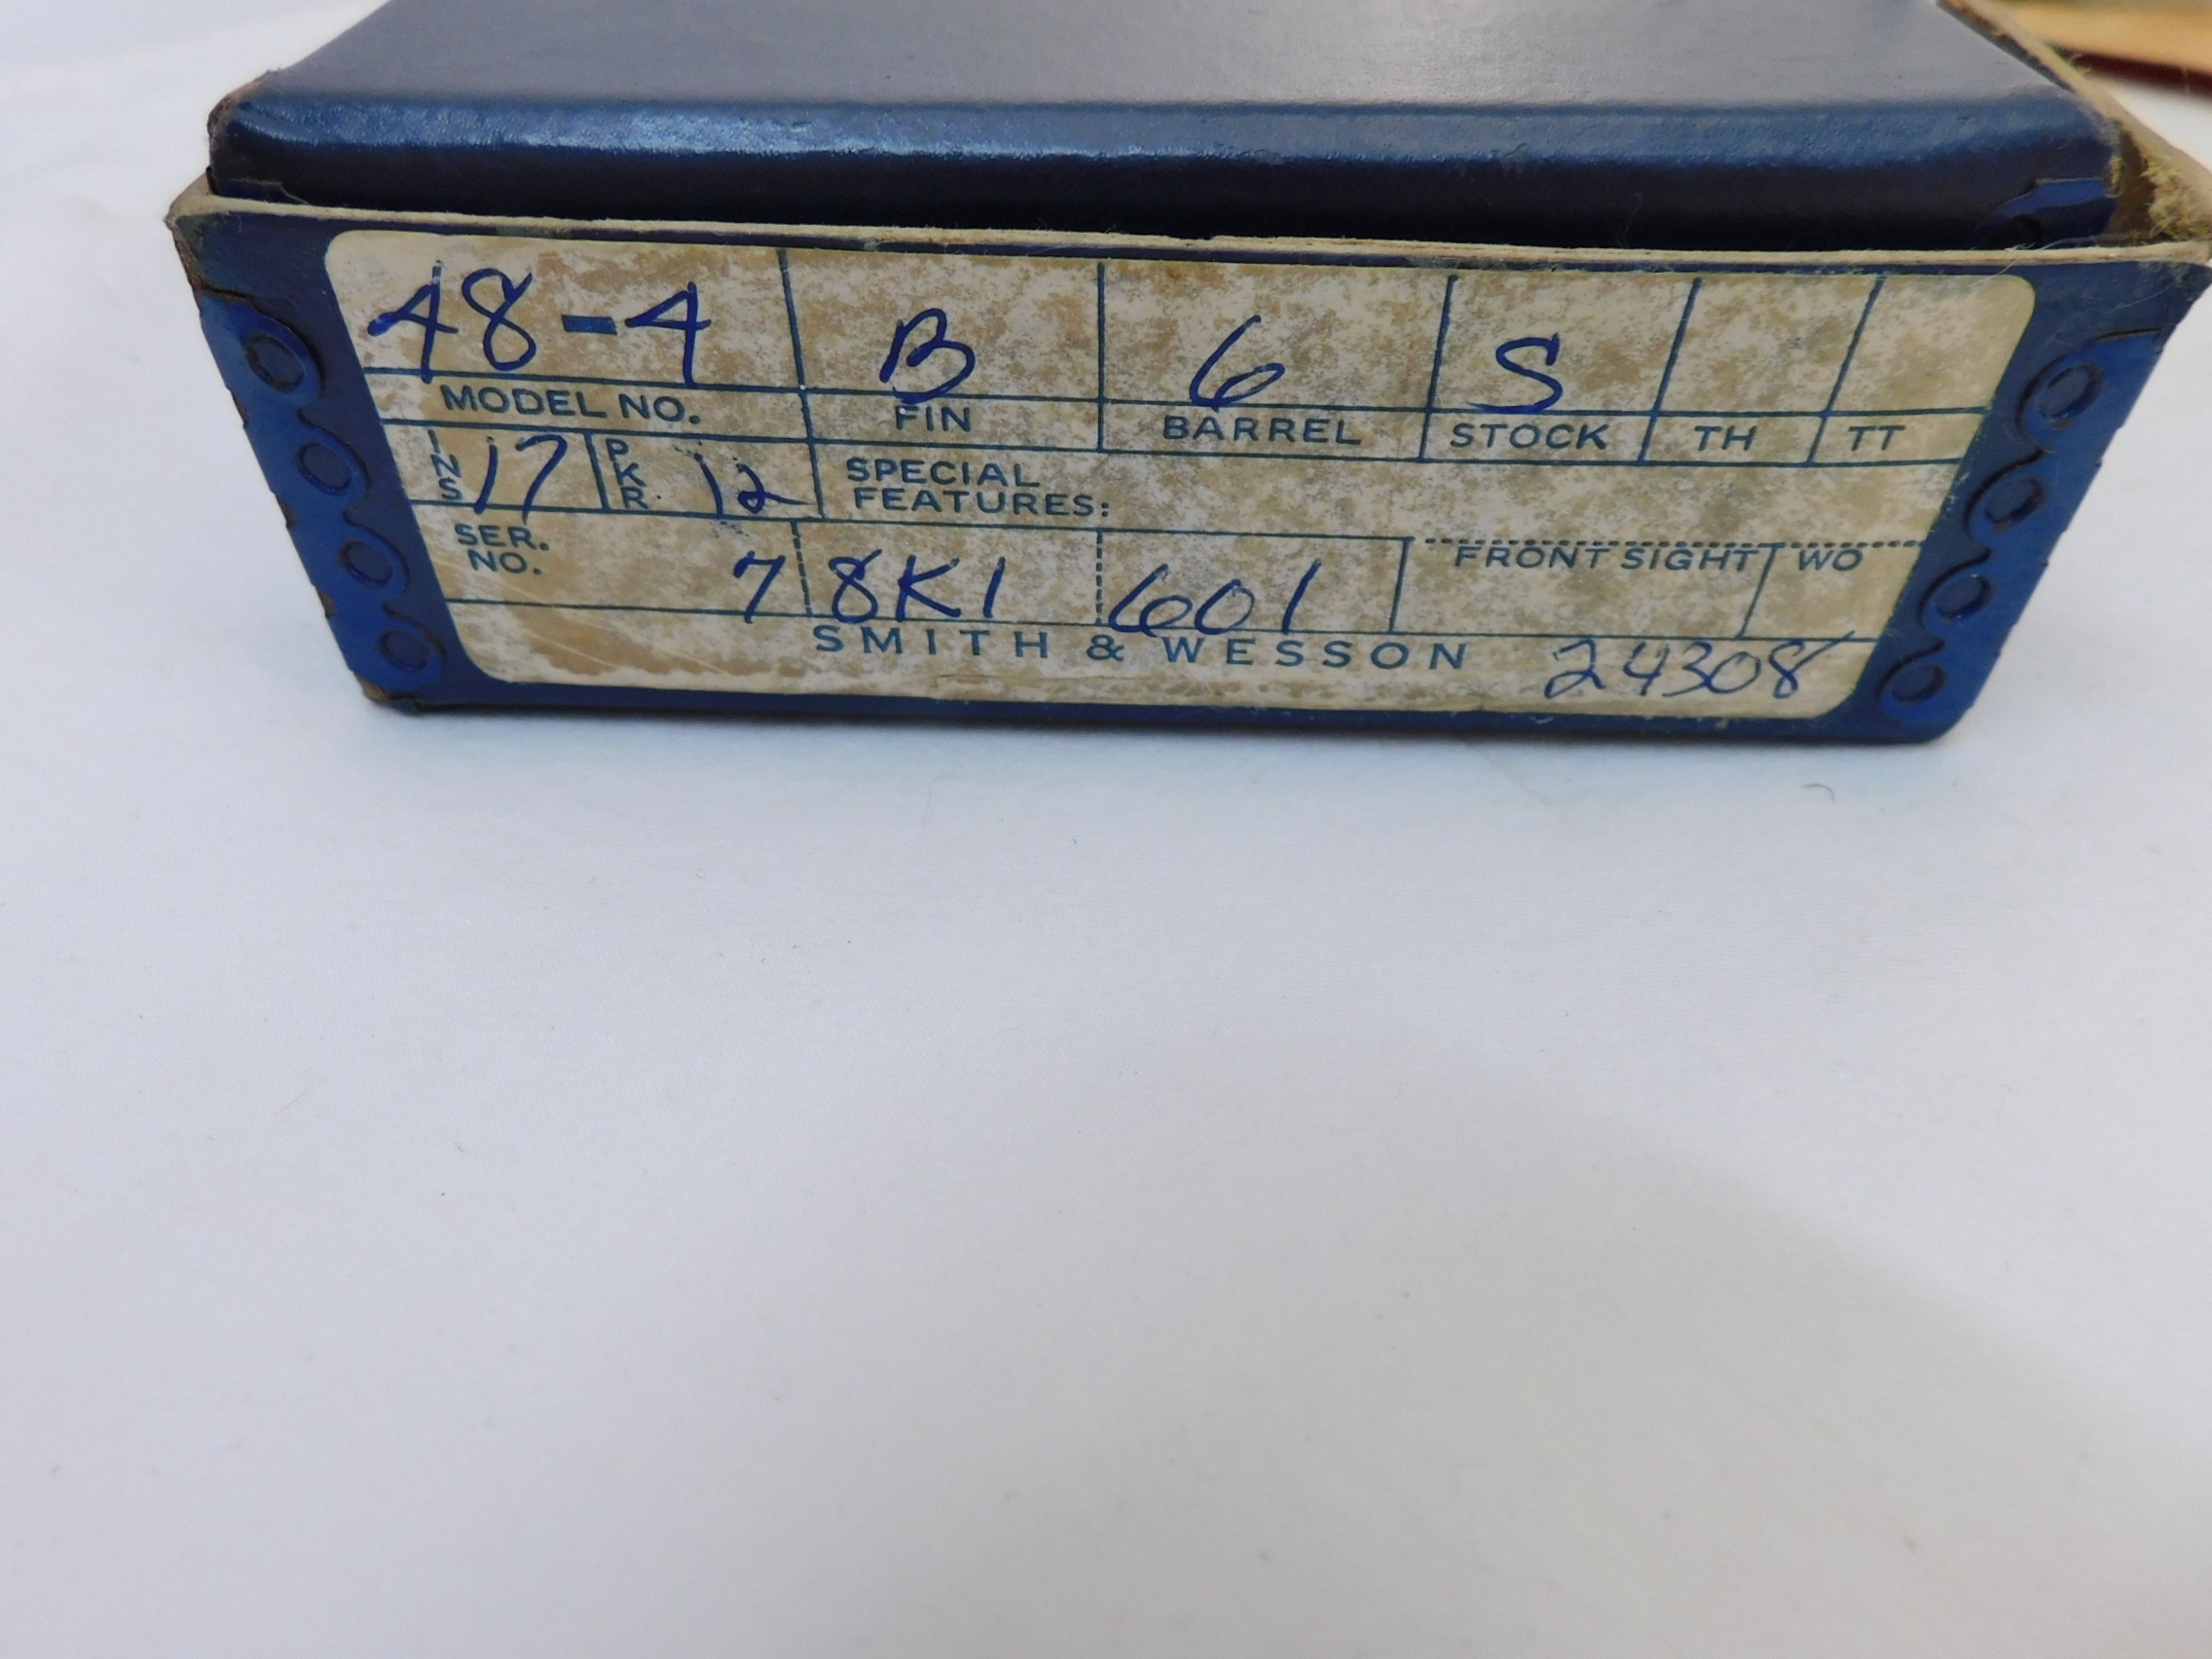 48-4 B 6 S
MODEL NO. FIN BARREL STOCK TH TT
INS 17 PKR. 12 SPECIAL
FEATURES:
SER.
NO. 78K1601 FRONT SIGHT WO
SMITH & WESSON 24308